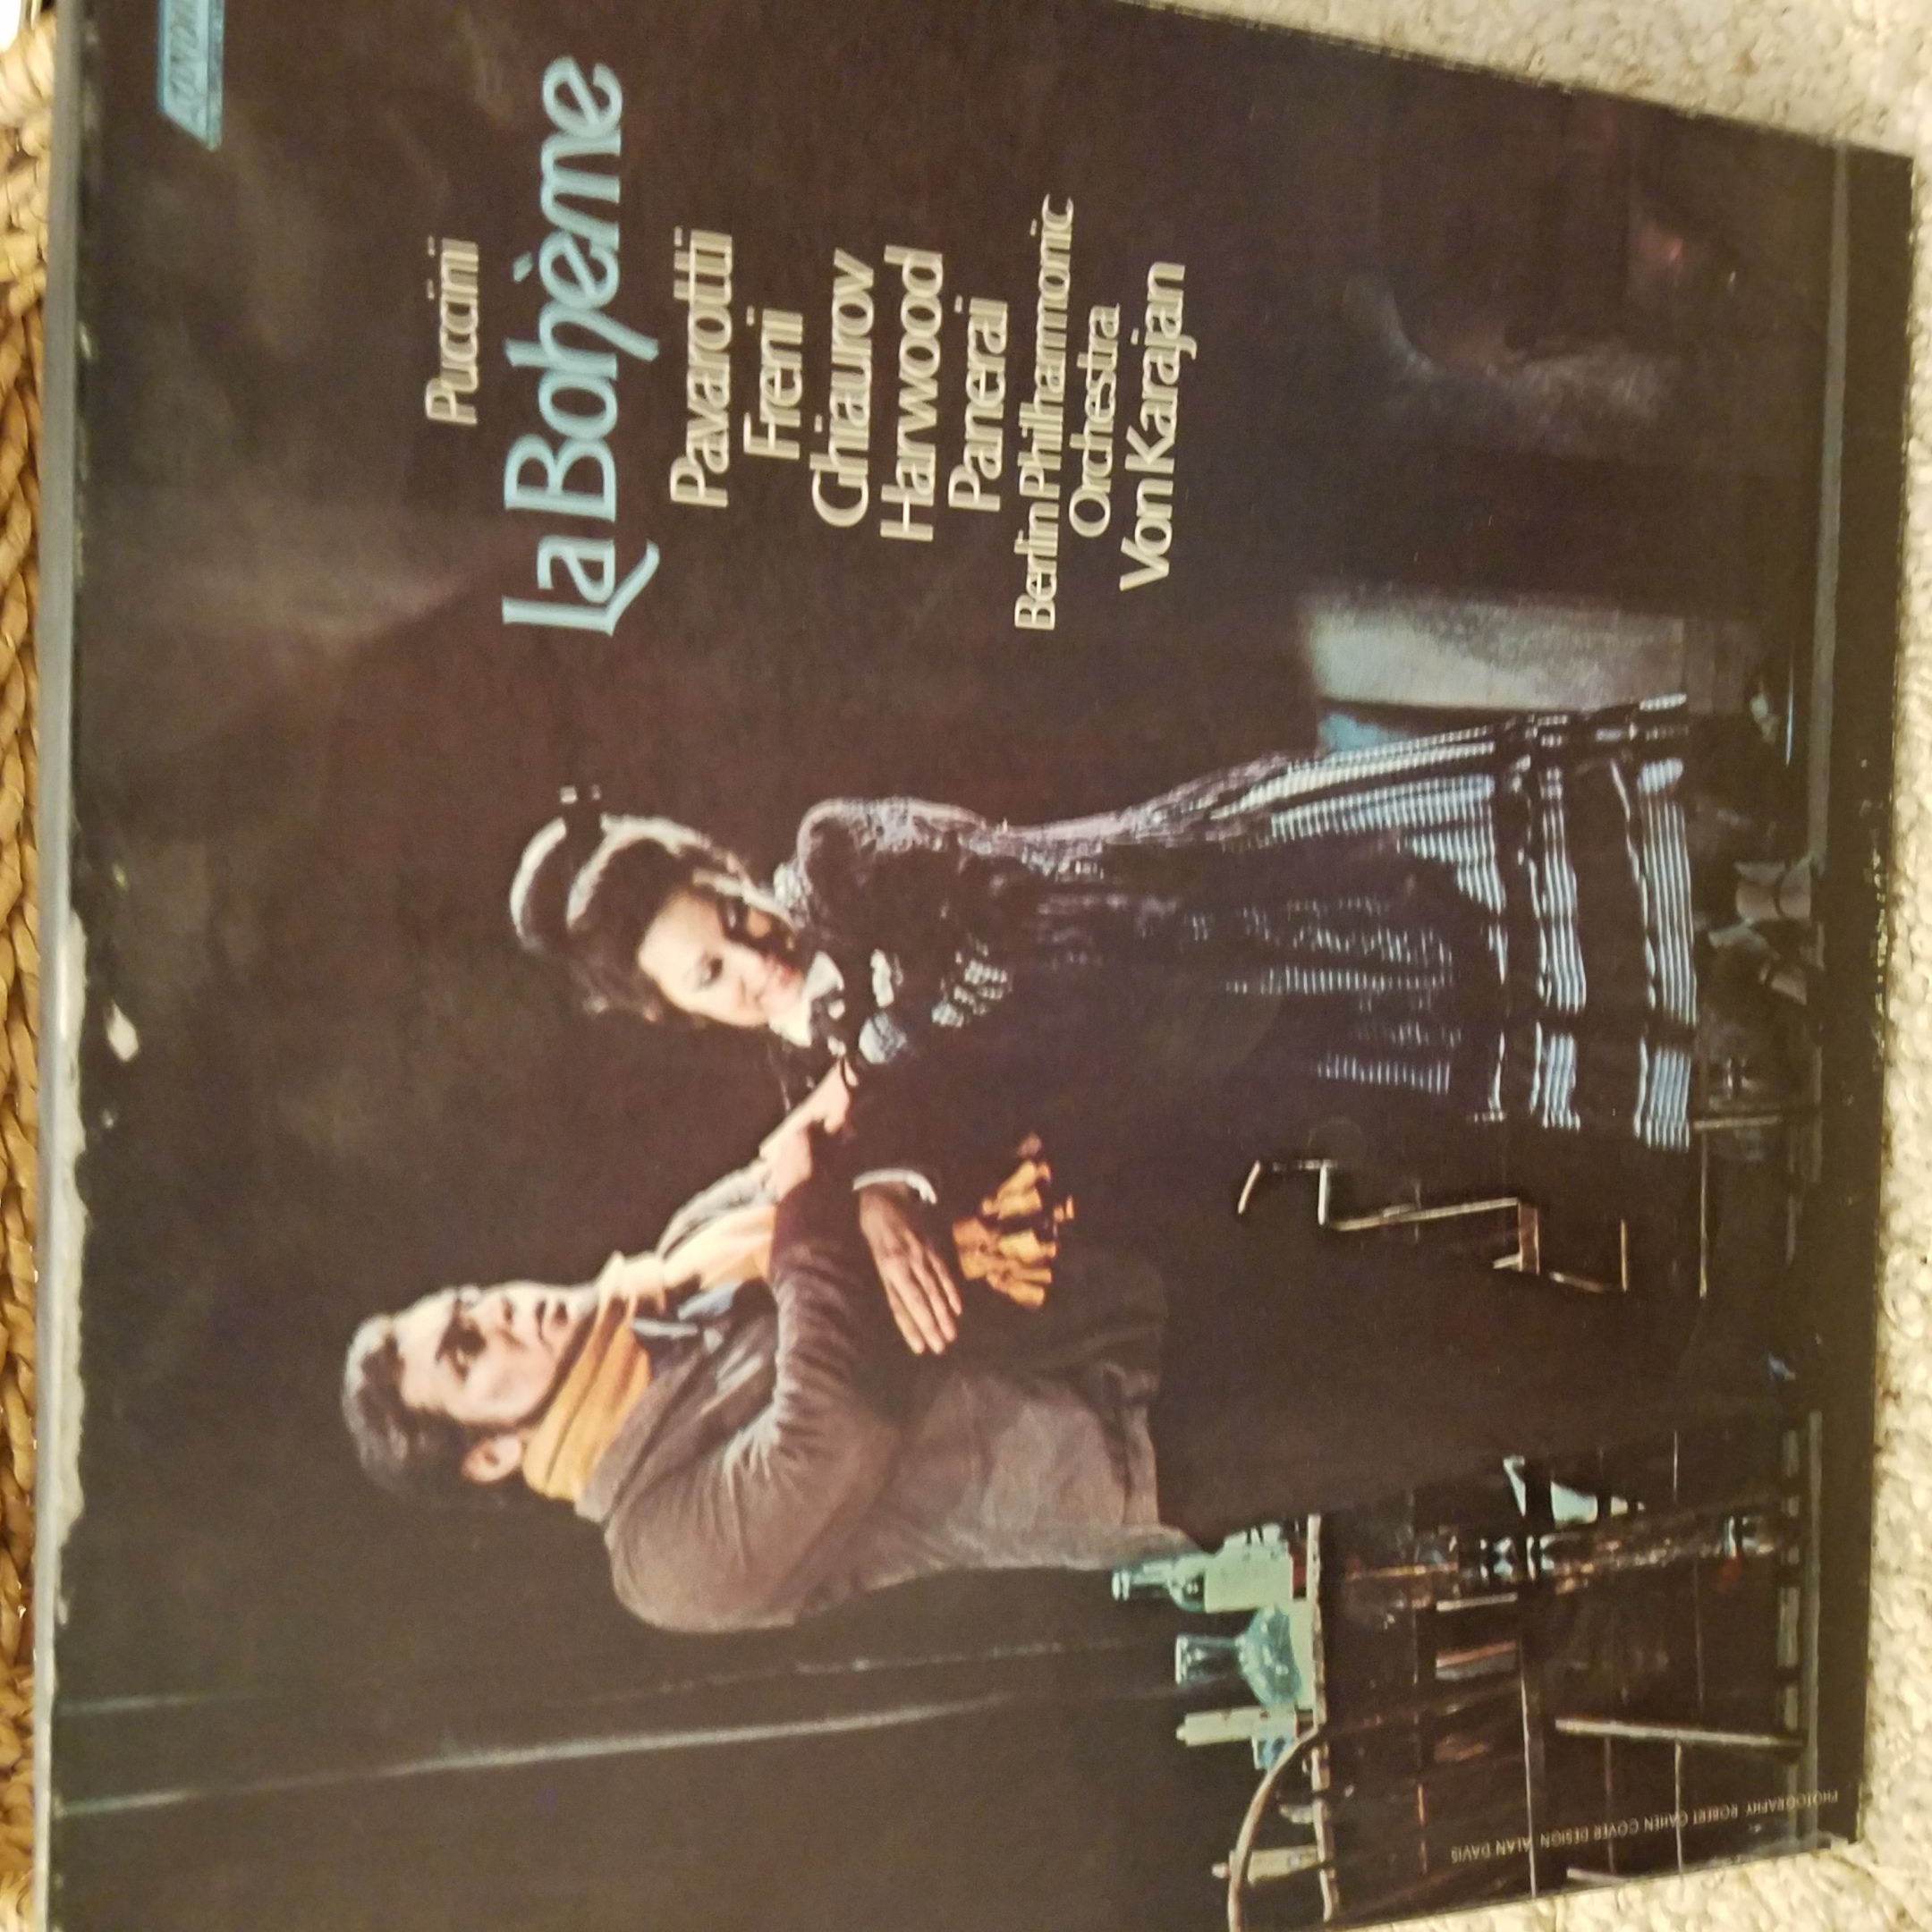 LONDON
Puccini
La Bohème
Pavarotti
Freni
Ghiaurov
Harwood
Panerai
Berlin Philharmonic
Orchestra
Von Karajan
PHOTOGRAPHY ROBERT CAHEN COVER DESIGN ALAN DAVIS